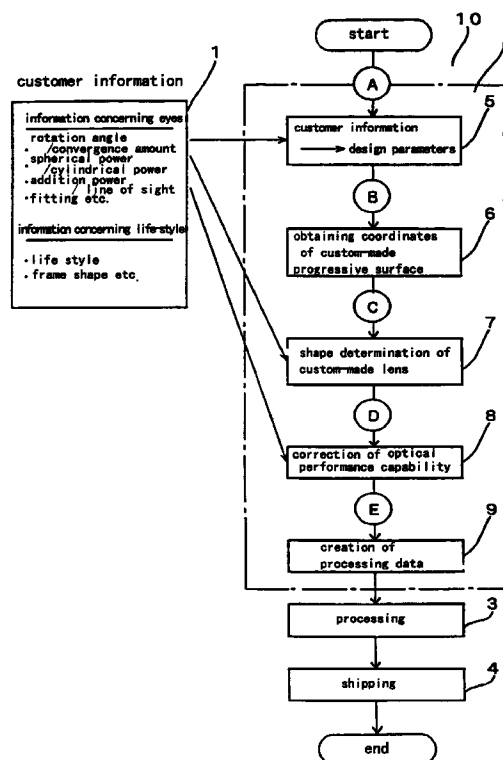 start
10
1
customer information
A
information concerning eyes
rotation angle
・ /convergence amount
spherical power
・ /cylindrical power
・addition power
/ line of sight
・fitting etc.
information concerning life-style
・life style
・frame shape etc.
customer information
→ design parameters
5
B
6
obtaining coordinates
of custom-made
progressive surface
C
7
shape determination of
custom-made lens
D
8
correction of optical
performance capability
E
9
creation of
processing data
3
processing
4
shipping
end